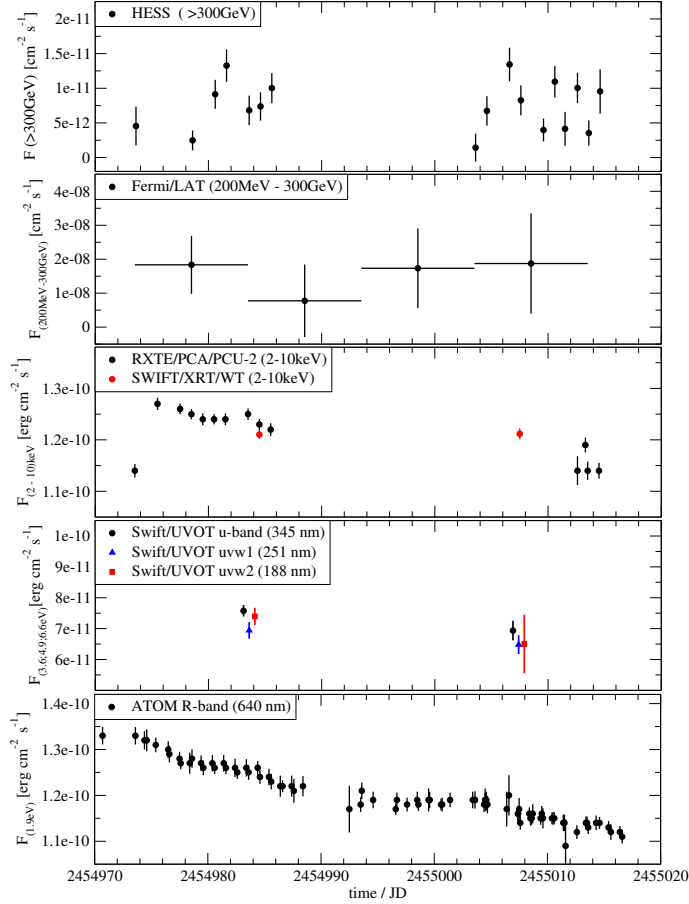 HESS ( >300GeV)
2e-11
1e-11
5e-12
0
F (>300GeV) [cm-2 s-1]
Fermi/LAT (200MeV - 300GeV)
4e-08
3e-08
2e-08
1e-08
0
F(200MeV-300GeV) [cm-2 s-1]
RXTE/PCA/PCU-2 (2-10keV)
SWIFT/XRT/WT (2-10keV)
1.3e-10
1.2e-10
1.1e-10
F(2 - 10)keV [erg cm-2 s-1]
Swift/UVOT u-band (345 nm)
Swift/UVOT uvw1 (251 nm)
Swift/UVOT uvw2 (188 nm)
1e-10
9e-11
8e-11
7e-11
6e-11
F(3.6;4.9;6.6eV)[erg cm-2 s-1]
ATOM R-band (640 nm)
1.4e-10
1.3e-10
1.2e-10
1.1e-10
F(1.9eV) [erg cm-2 s-1]
2454970 2454980 2454990 2455000 2455010 2455020
time / JD